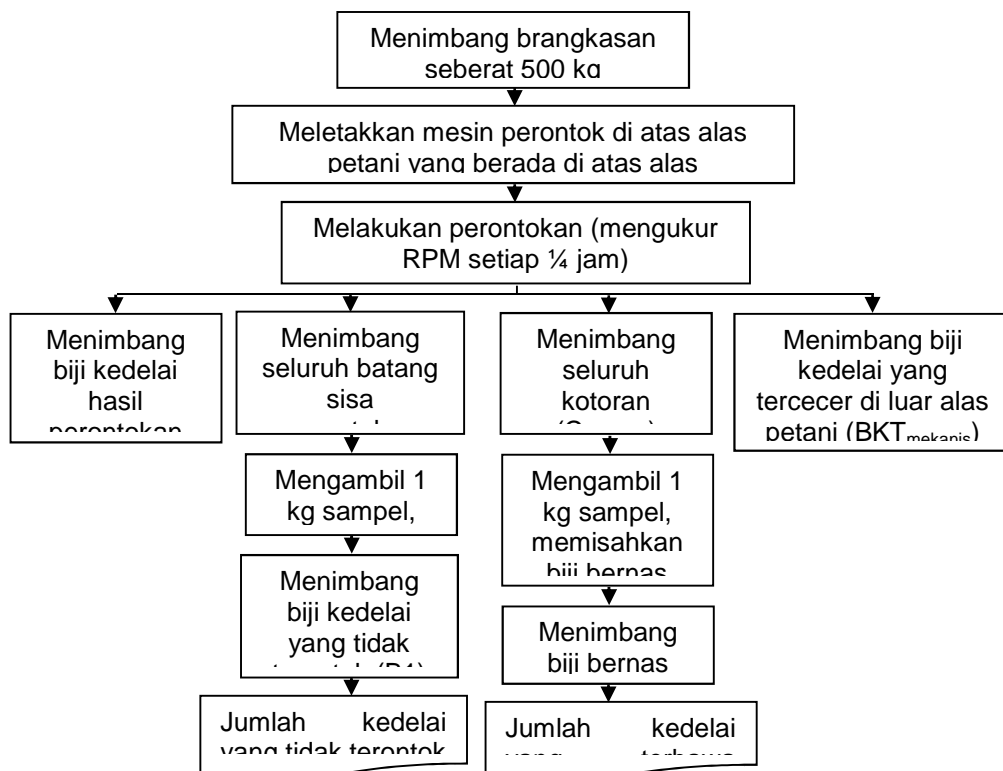 Menimbang brangkasan
seberat 500 kg
Meletakkan mesin perontok di atas alas
petani yang berada di atas alas
Melakukan perontokan (mengukur
RPM setiap ¼ jam)
Menimbang
biji kedelai
hasil
perontokan
Menimbang
seluruh batang
sisa
Menimbang
seluruh
kotoran
Menimbang biji
kedelai yang
tercecer di luar alas
petani (BKTmekanis)
Mengambil 1
kg sampel,
Mengambil 1
kg sampel,
memisahkan
biji bernas
Menimbang
biji kedelai
yang tidak
Menimbang
biji bernas
Jumlah kedelai
yang tidak terontok
Jumlah kedelai
yang terbawa